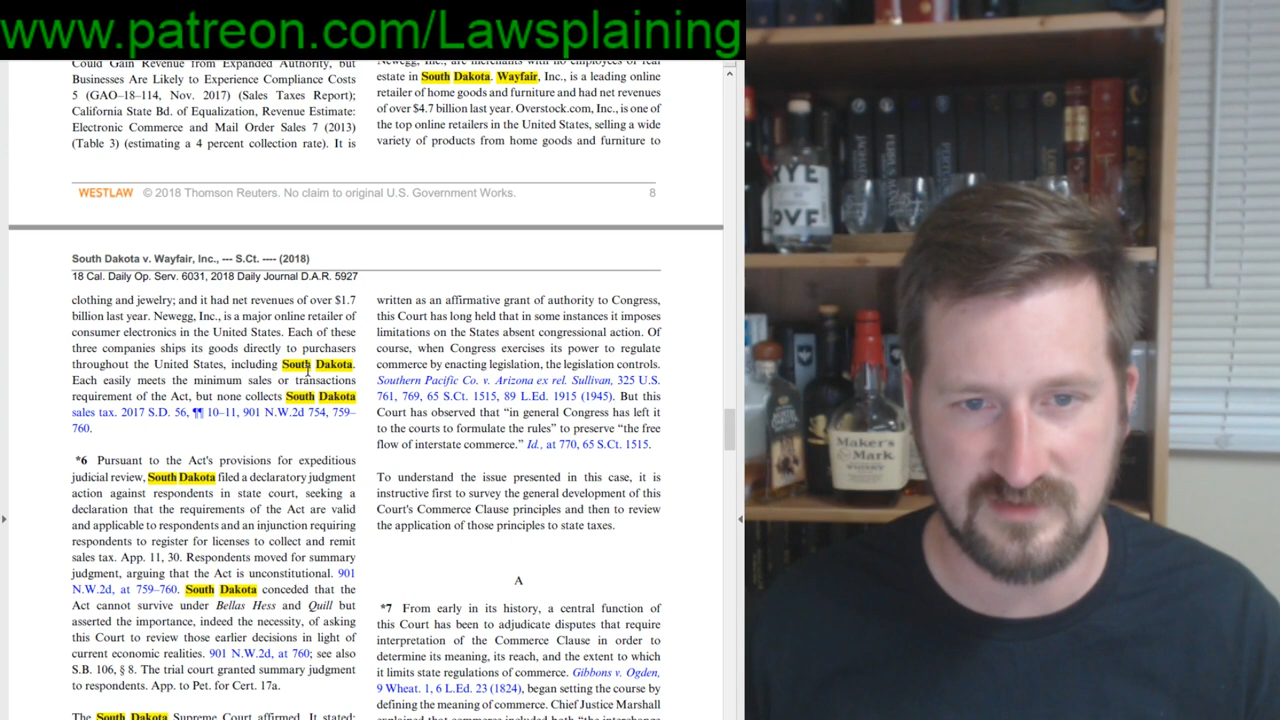 www.patreon.com/Lawsplaining
Could Gain Revenue from Expanded Authority, but
Businesses Are Likely to Experience Compliance Costs
5 (GAO–18–114, Nov. 2017) (Sales Taxes Report);
California State Bd. of Equalization, Revenue Estimate:
Electronic Commerce and Mail Order Sales 7 (2013)
(Table 3) (estimating a 4 percent collection rate). It is
Newegg, Inc., are merchants with no employees or real
estate in South Dakota. Wayfair, Inc., is a leading online
retailer of home goods and furniture and had net revenues
of over $4.7 billion last year. Overstock.com, Inc., is one of
the top online retailers in the United States, selling a wide
variety of products from home goods and furniture to
WESTLAW © 2018 Thomson Reuters. No claim to original U.S. Government Works. 8
South Dakota v. Wayfair, Inc., --- S.Ct. ---- (2018)
18 Cal. Daily Op. Serv. 6031, 2018 Daily Journal D.A.R. 5927
clothing and jewelry; and it had net revenues of over $1.7
billion last year. Newegg, Inc., is a major online retailer of
consumer electronics in the United States. Each of these
three companies ships its goods directly to purchasers
throughout the United States, including South Dakota.
Each easily meets the minimum sales or transactions
requirement of the Act, but none collects South Dakota
sales tax. 2017 S.D. 56, ¶¶ 10–11, 901 N.W.2d 754, 759–
760.
*6 Pursuant to the Act's provisions for expeditious
judicial review, South Dakota filed a declaratory judgment
action against respondents in state court, seeking a
declaration that the requirements of the Act are valid
and applicable to respondents and an injunction requiring
respondents to register for licenses to collect and remit
sales tax. App. 11, 30. Respondents moved for summary
judgment, arguing that the Act is unconstitutional. 901
N.W.2d, at 759–760. South Dakota conceded that the
Act cannot survive under Bellas Hess and Quill but
asserted the importance, indeed the necessity, of asking
this Court to review those earlier decisions in light of
current economic realities. 901 N.W.2d, at 760; see also
S.B. 106, § 8. The trial court granted summary judgment
to respondents. App. to Pet. for Cert. 17a.
The South Dakota Supreme Court affirmed. It stated:
written as an affirmative grant of authority to Congress,
this Court has long held that in some instances it imposes
limitations on the States absent congressional action. Of
course, when Congress exercises its power to regulate
commerce by enacting legislation, the legislation controls.
Southern Pacific Co. v. Arizona ex rel. Sullivan, 325 U.S.
761, 769, 65 S.Ct. 1515, 89 L.Ed. 1915 (1945). But this
Court has observed that “in general Congress has left it
to the courts to formulate the rules” to preserve “the free
flow of interstate commerce.” Id., at 770, 65 S.Ct. 1515.
To understand the issue presented in this case, it is
instructive first to survey the general development of this
Court's Commerce Clause principles and then to review
the application of those principles to state taxes.
A
*7 From early in its history, a central function of
this Court has been to adjudicate disputes that require
interpretation of the Commerce Clause in order to
determine its meaning, its reach, and the extent to which
it limits state regulations of commerce. Gibbons v. Ogden,
9 Wheat. 1, 6 L.Ed. 23 (1824), began setting the course by
defining the meaning of commerce. Chief Justice Marshall
explained that commerce included both “the interchange
RYE
Maker's
Mark
WHISKY